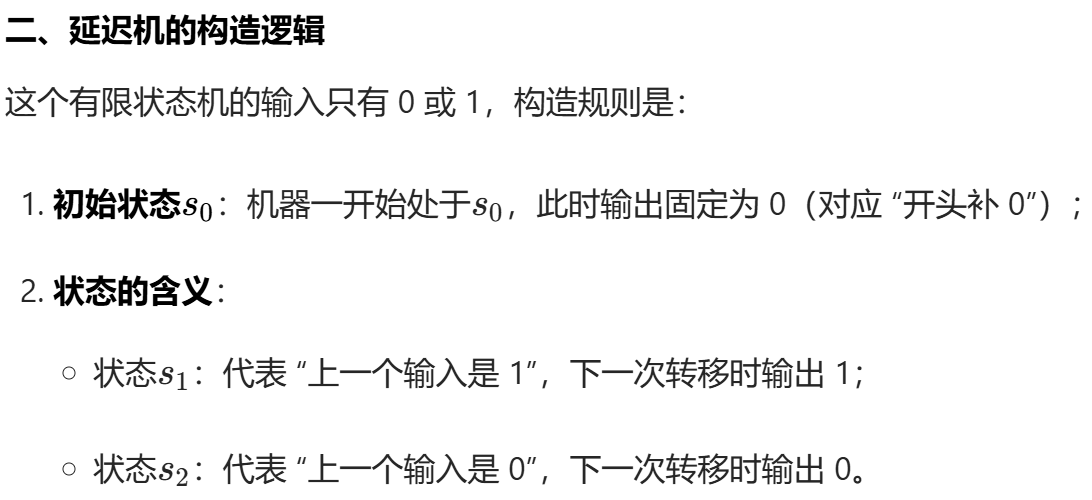 二、延迟机的构造逻辑
这个有限状态机的输入只有 0 或 1，构造规则是：
1. 初始状态s₀：机器一开始处于s₀，此时输出固定为 0（对应 “开头补 0”）；
2. 状态的含义：
○ 状态s₁：代表 “上一个输入是 1”，下一次转移时输出 1；
○ 状态s₂：代表 “上一个输入是 0”，下一次转移时输出 0。